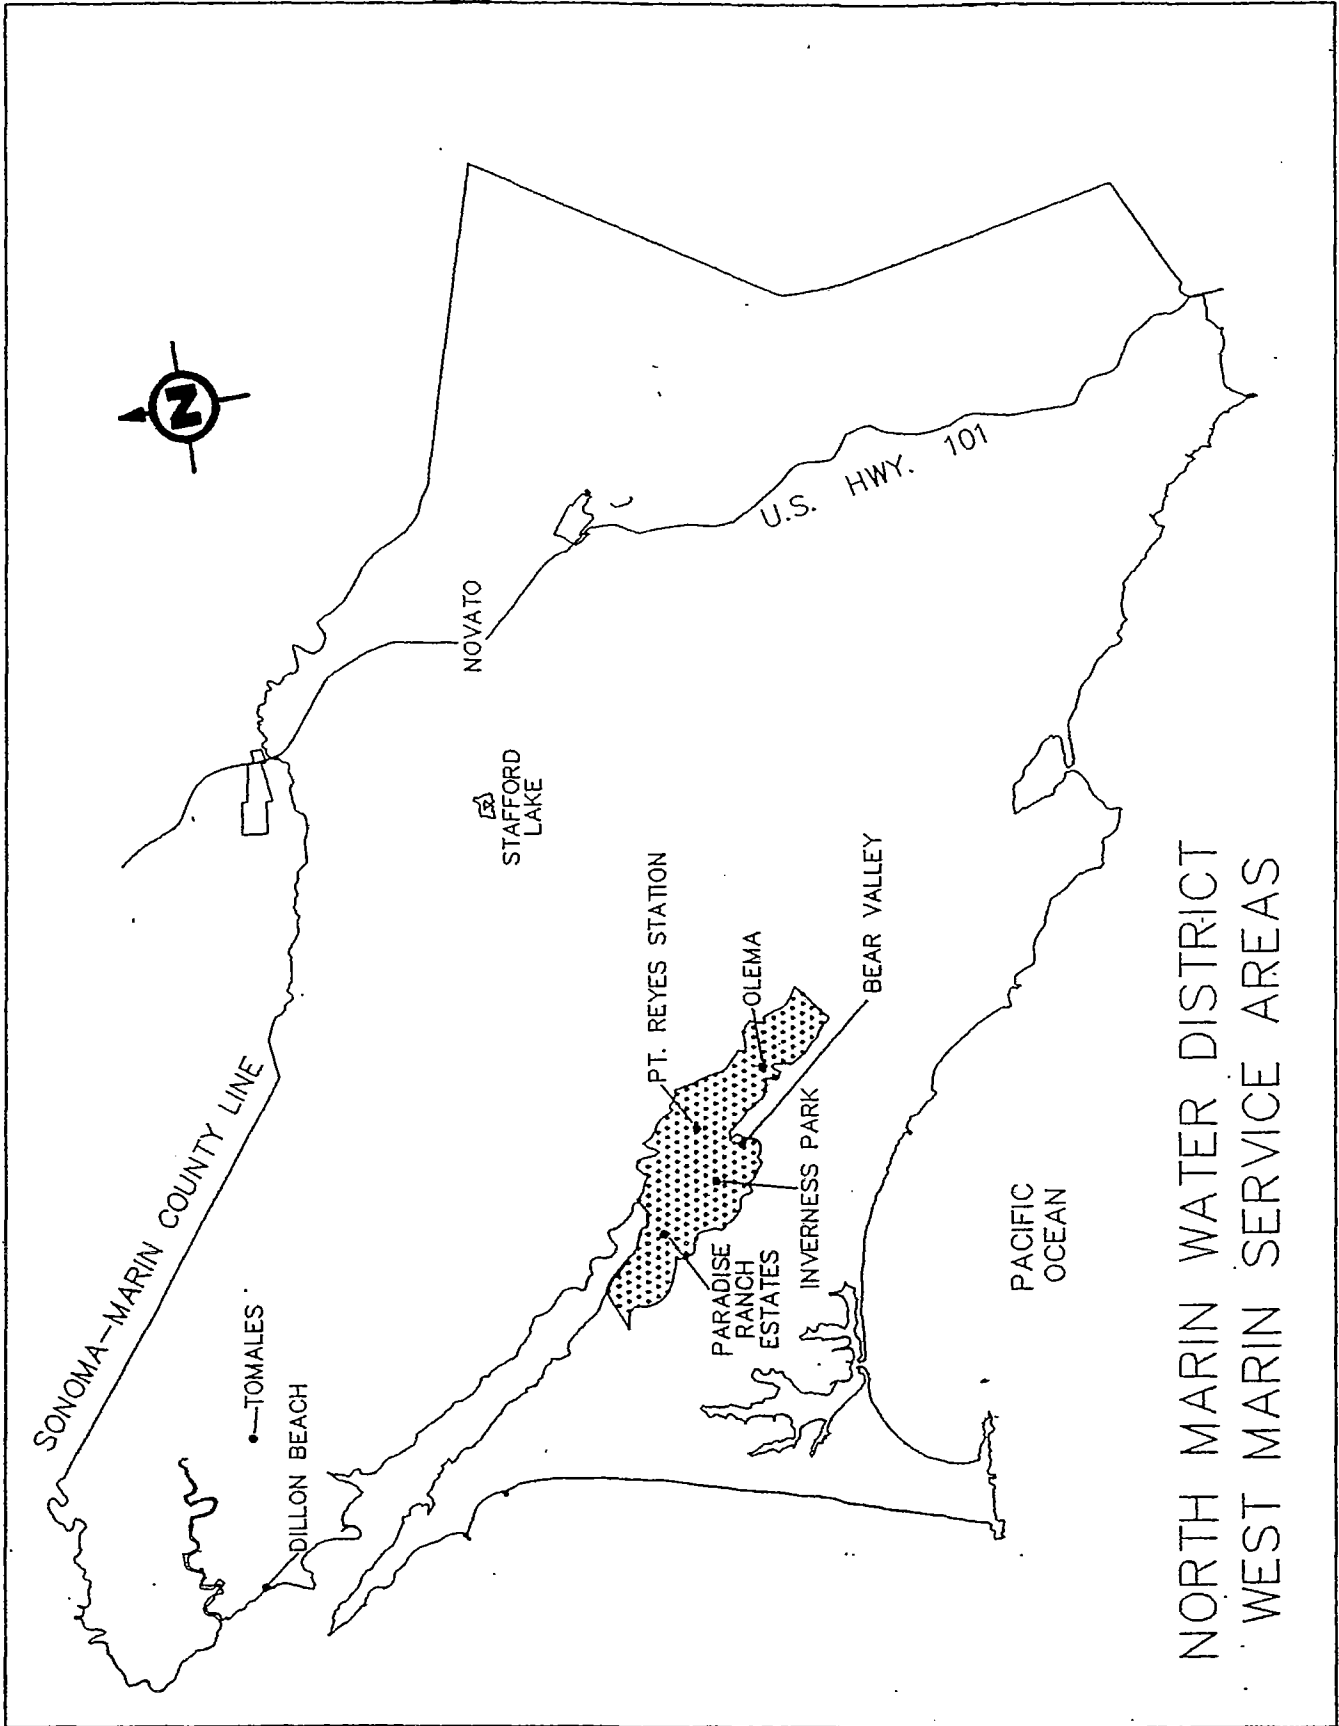 SONOMA—MARIN COUNTY LINE
N
TOMALES
DILLON BEACH
NOVATO
STAFFORD
LAKE
U.S. HWY. 101
PT. REYES STATION
OLEMA
BEAR VALLEY
INVERNESS PARK
PARADISE
RANCH
ESTATES
PACIFIC
OCEAN
NORTH MARIN WATER DISTRICT
WEST MARIN SERVICE AREAS